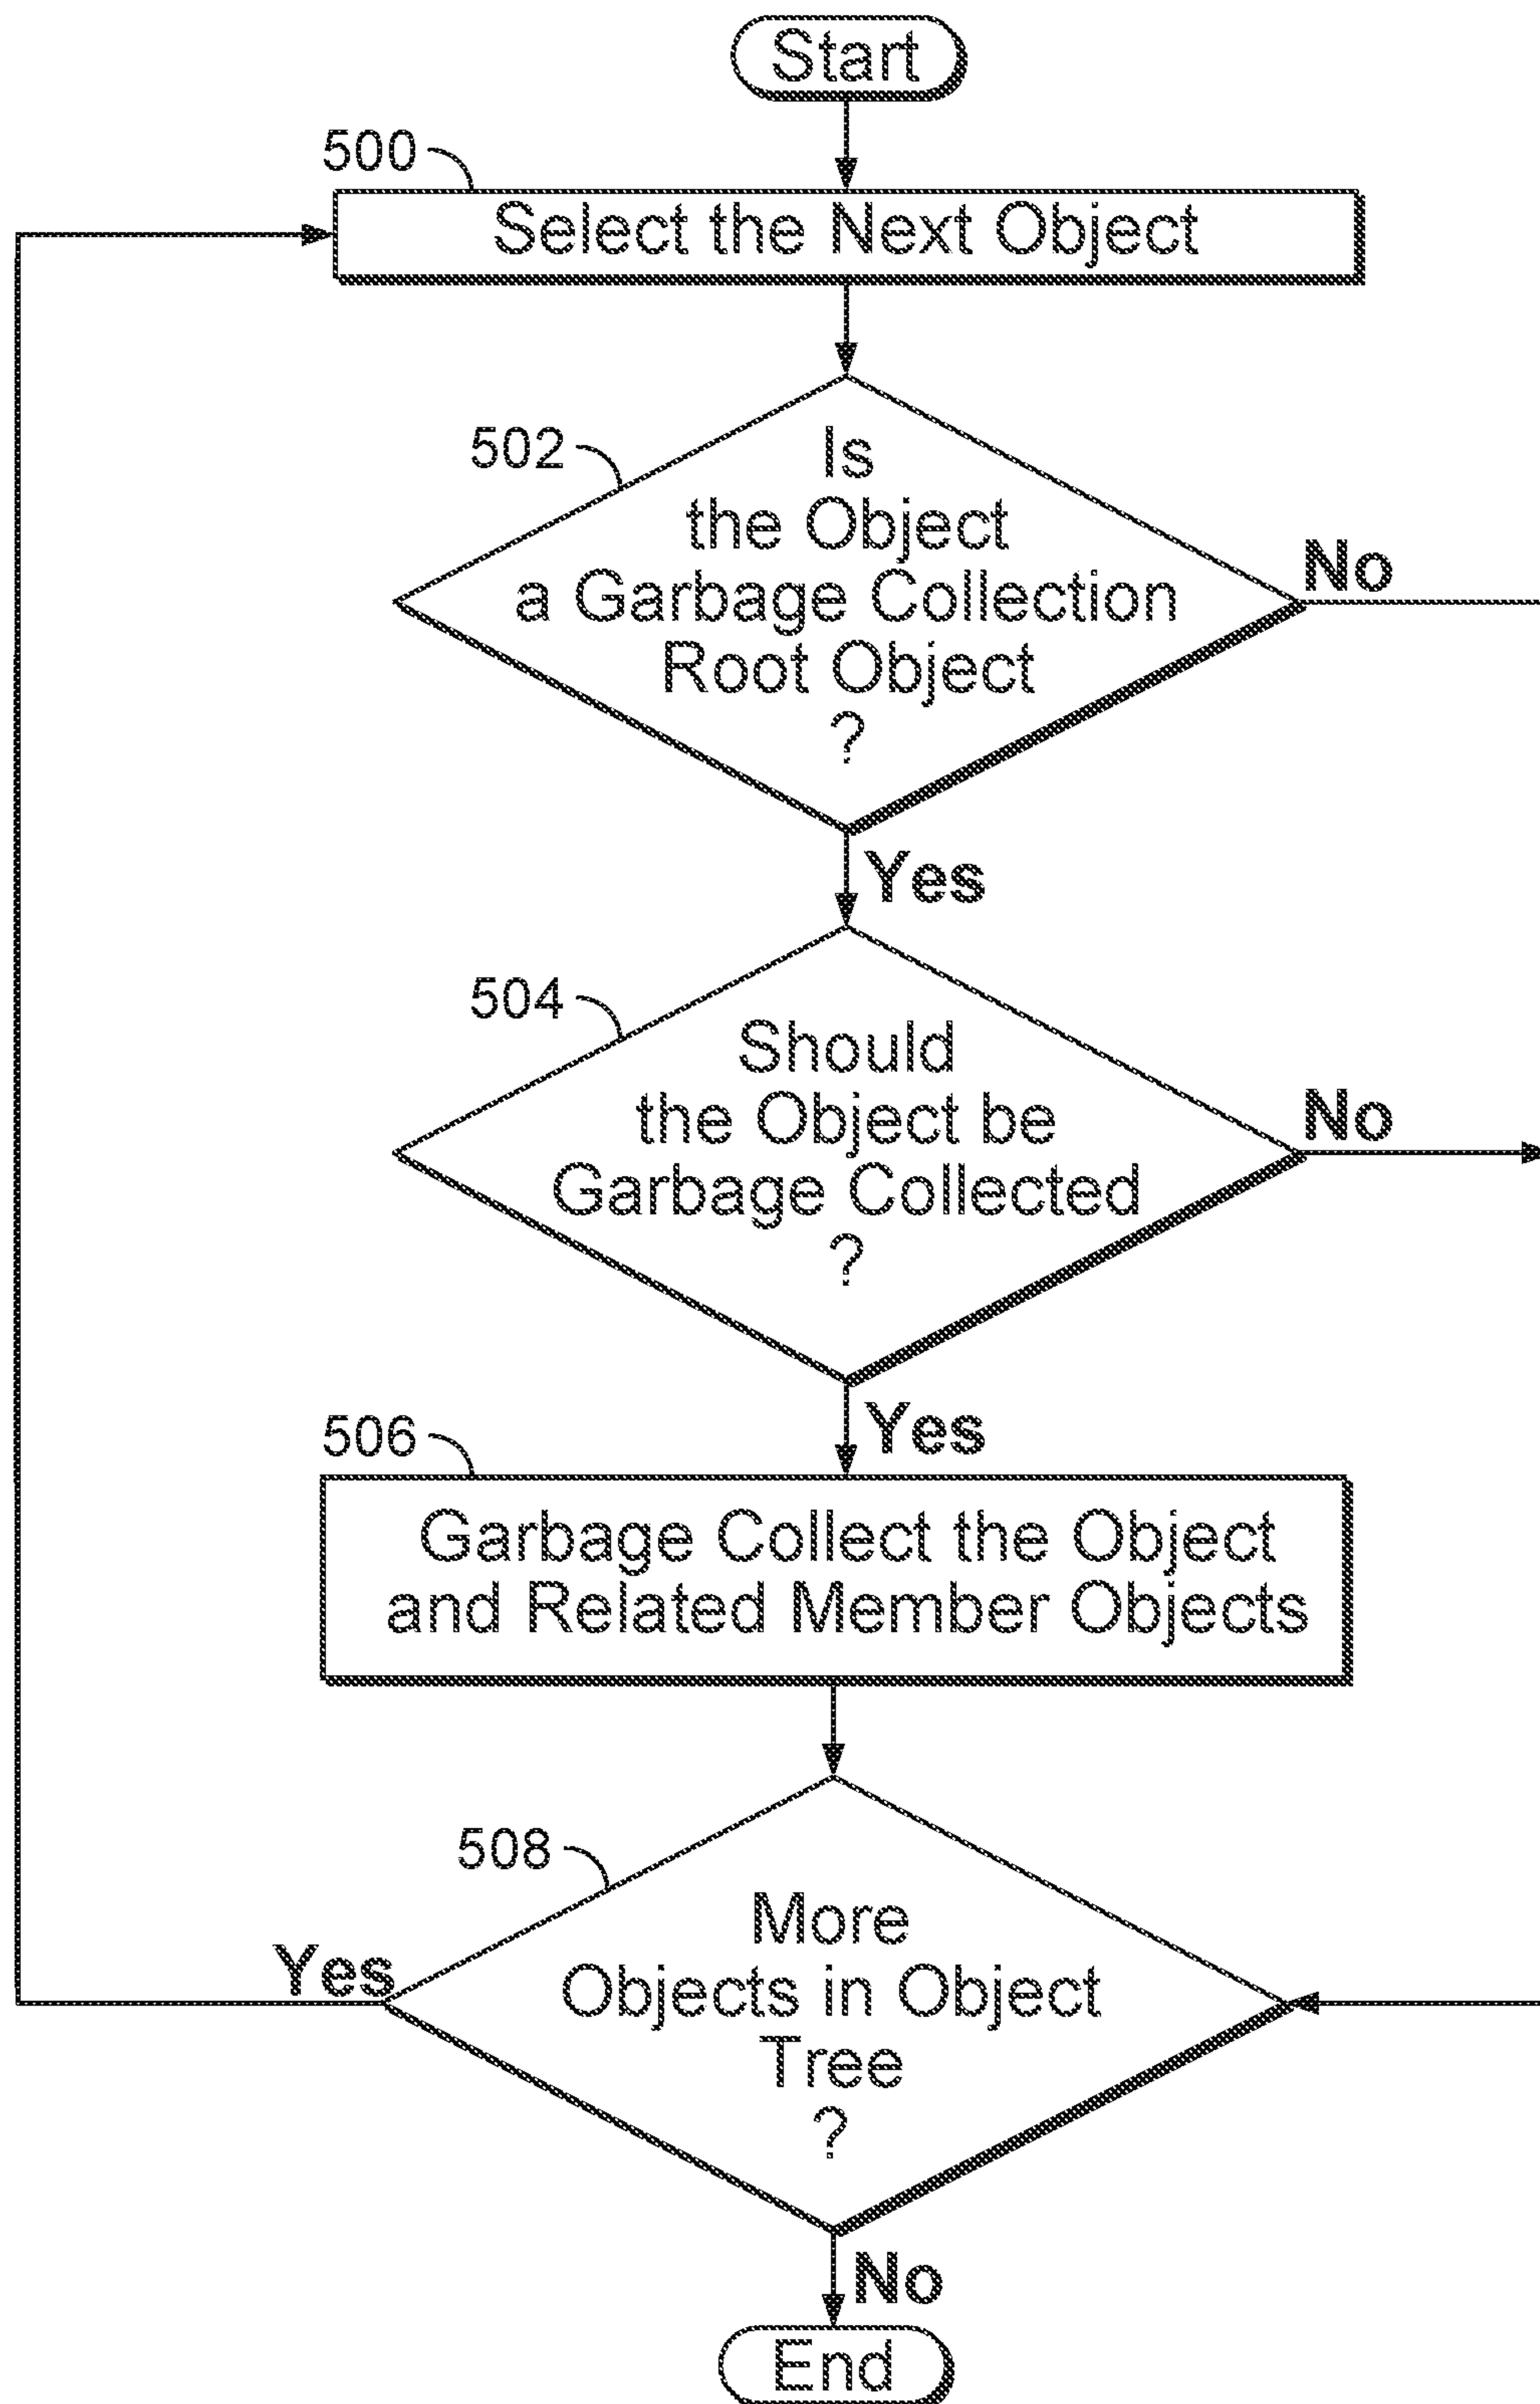 Start
500
Select the Next Object
502
Is
the Object
a Garbage Collection
Root Object
?
No
Yes
504
Should
the Object be
Garbage Collected
?
No
Yes
506
Garbage Collect the Object
and Related Member Objects
508
More
Objects in Object
Tree
?
Yes
No
End